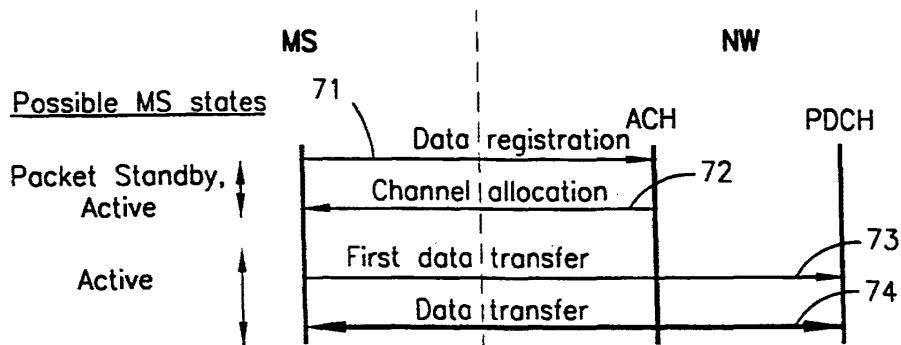 MS NW
Possible MS states
71
ACH PDCH
Data registration
Packet Standby,
Active
Channel allocation
72
First data transfer
73
Active
Data transfer
74